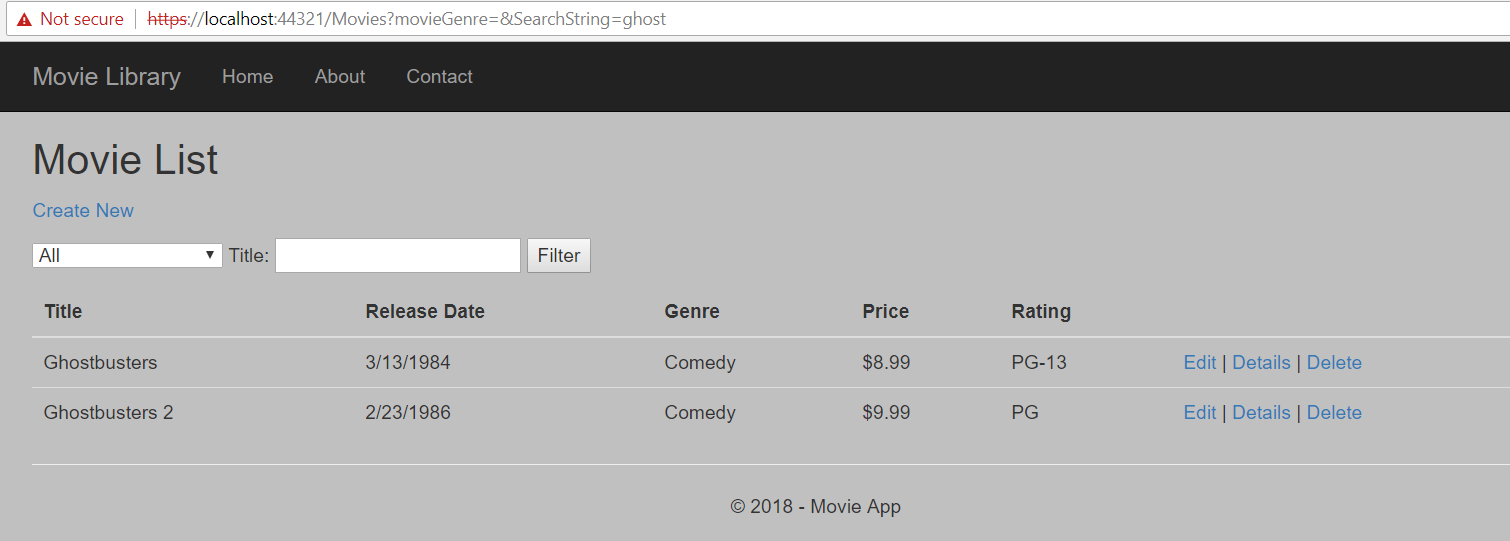 Not secure | https://localhost:44321/Movies?movieGenre=&SearchString=ghost
Movie Library Home About Contact
Movie List
Create New
All Title: Filter
Title Release Date Genre Price Rating
Ghostbusters 3/13/1984 Comedy $8.99 PG-13 Edit | Details | Delete
Ghostbusters 2 2/23/1986 Comedy $9.99 PG Edit | Details | Delete
© 2018 - Movie App